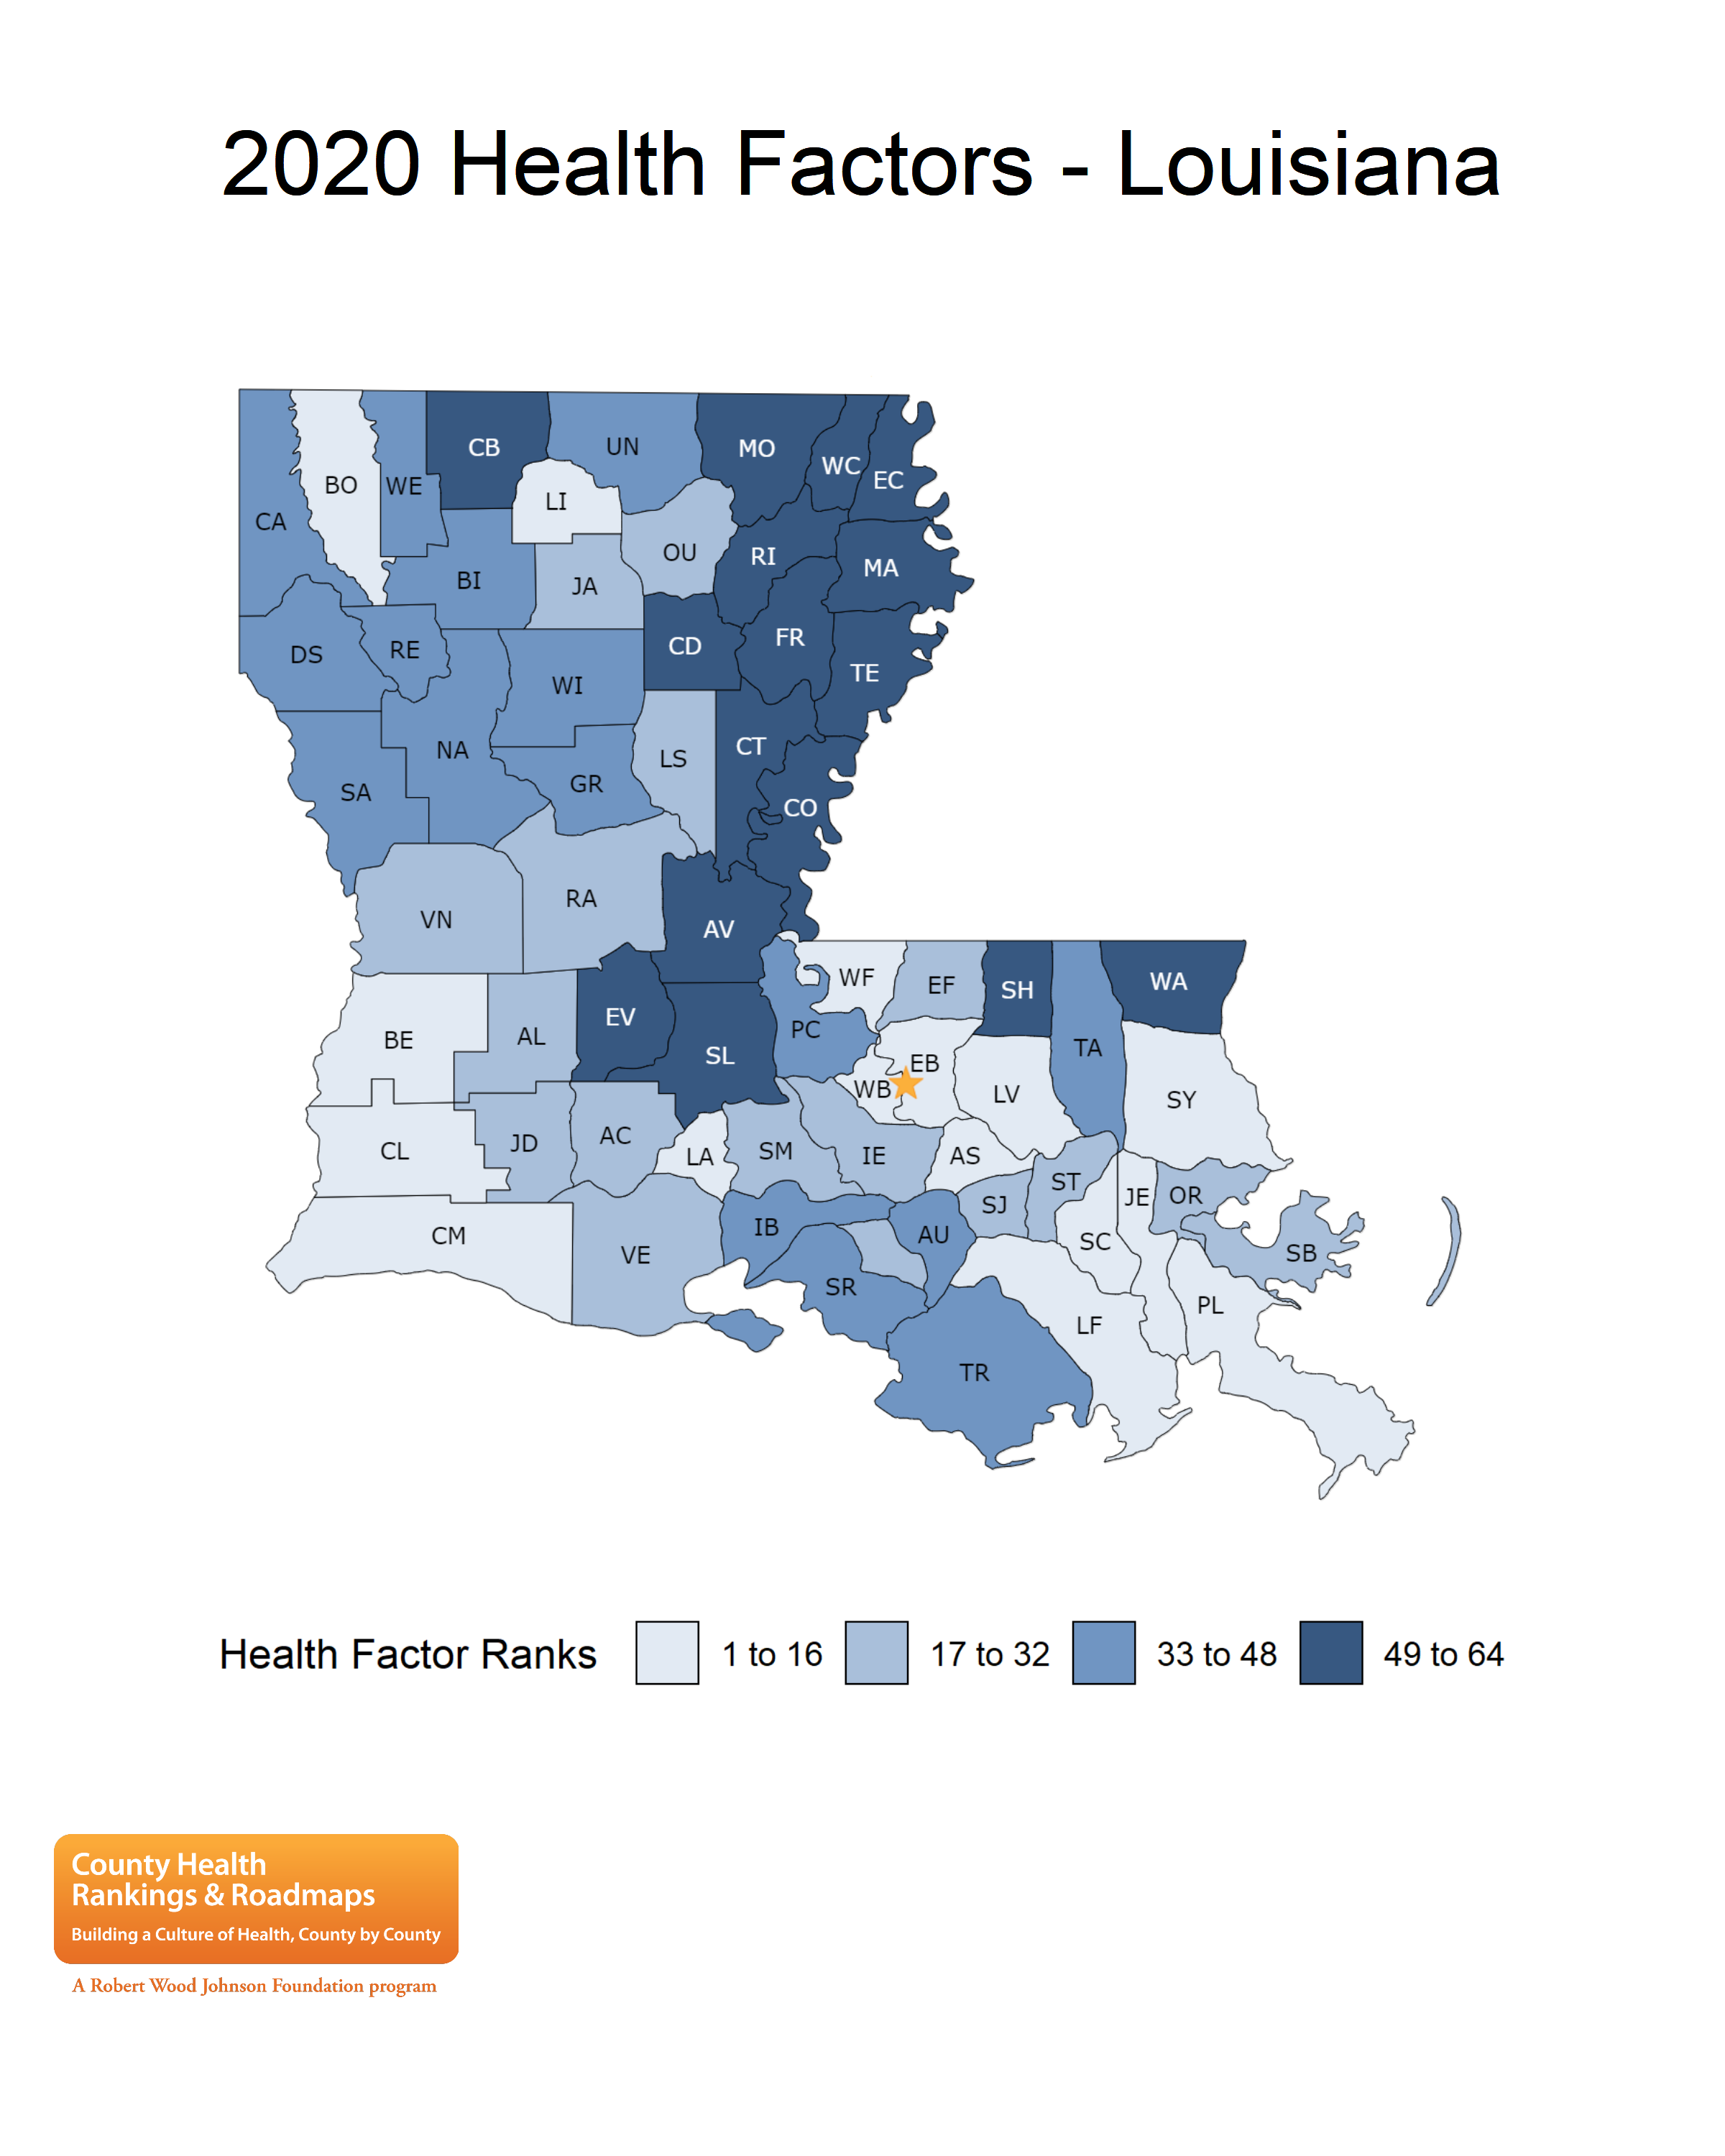 2020 Health Factors - Louisiana
CB
UN
MO
WC
EC
BO
WE
LI
CA
OU
RI
MA
BI
JA
DS
RE
CD
FR
TE
WI
NA
CT
LS
GR
SA
CO
RA
VN
AV
WF
EF
SH
WA
EV
PC
BE
AL
SL
TA
EB
WB
LV
SY
AC
JD
CL
LA
SM
IE
AS
ST
JE
OR
SJ
CM
IB
AU
SC
VE
SB
SR
PL
LF
TR
Health Factor Ranks 1 to 16 17 to 32 33 to 48 49 to 64
County Health
Rankings & Roadmaps
Building a Culture of Health, County by County
A Robert Wood Johnson Foundation program